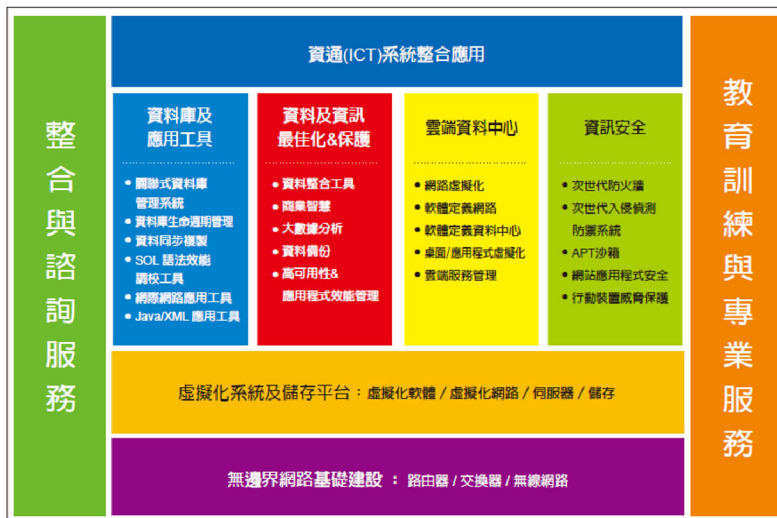 整合與諮詢服務
資通(ICT)系統整合應用
資料庫及
應用工具
• 關聯式資料庫
管理系統
• 資料庫生命週期管理
• 資料同步複製
• SOL 語法效能
調校工具
• 網際網路應用工具
• Java/XML 應用工具
資料及資訊
最佳化&保護
• 資料整合工具
• 商業智慧
• 大數據分析
• 資料備份
• 高可用性&
應用程式效能管理
雲端資料中心
• 網路虛擬化
• 軟體定義網路
• 軟體定義資料中心
• 桌面/應用程式虛擬化
• 雲端服務管理
資訊安全
• 次世代防火牆
• 次世代入侵偵測
防禦系統
• APT沙箱
• 網站應用程式安全
• 行動裝置威脅保護
虛擬化系統及儲存平台：虛擬化軟體 / 虛擬化網路 / 伺服器 / 儲存
無邊界網路基礎建設 ： 路由器 / 交換器 / 無線網路
教育訓練與專業服務